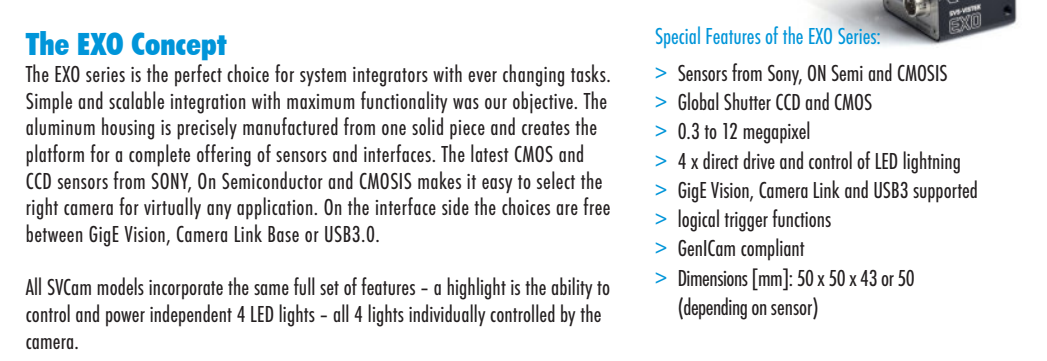 SVS-VISTEK
EXO
The EXO Concept
The EXO series is the perfect choice for system integrators with ever changing tasks.
Simple and scalable integration with maximum functionality was our objective. The
aluminum housing is precisely manufactured from one solid piece and creates the
platform for a complete offering of sensors and interfaces. The latest CMOS and
CCD sensors from SONY, On Semiconductor and CMOSIS makes it easy to select the
right camera for virtually any application. On the interface side the choices are free
between GigE Vision, Camera Link Base or USB3.0.
All SVCam models incorporate the same full set of features – a highlight is the ability to
control and power independent 4 LED lights – all 4 lights individually controlled by the
camera.
Special Features of the EXO Series:
> Sensors from Sony, ON Semi and CMOSIS
> Global Shutter CCD and CMOS
> 0.3 to 12 megapixel
> 4 x direct drive and control of LED lightning
> GigE Vision, Camera Link and USB3 supported
> logical trigger functions
> GenICam compliant
> Dimensions [mm]: 50 x 50 x 43 or 50
(depending on sensor)